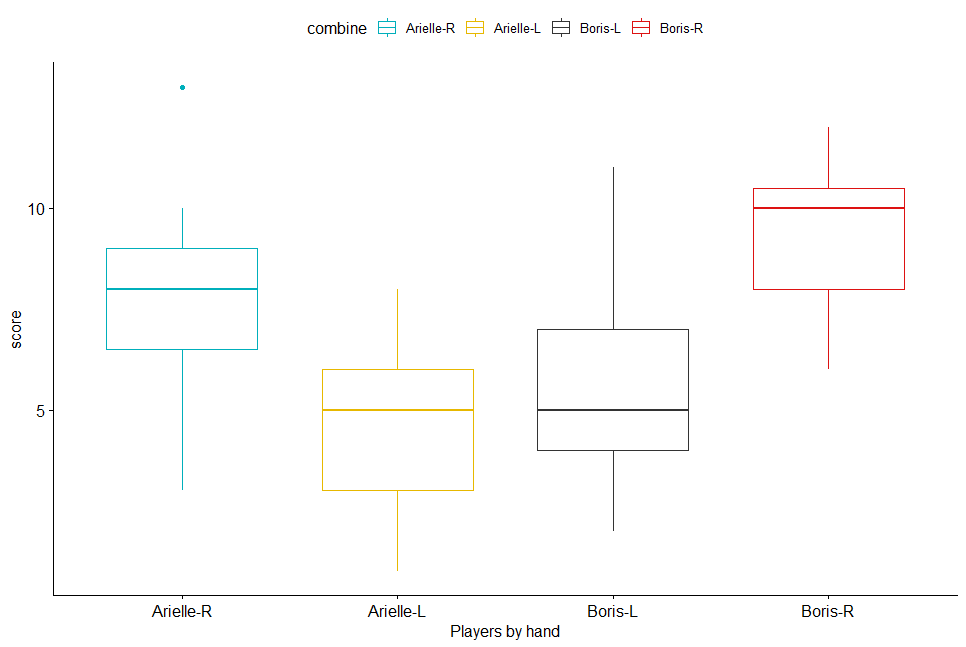 combine Arielle-R Arielle-L Boris-L Boris-R
10
score
5
Arielle-R Arielle-L Boris-L Boris-R
Players by hand